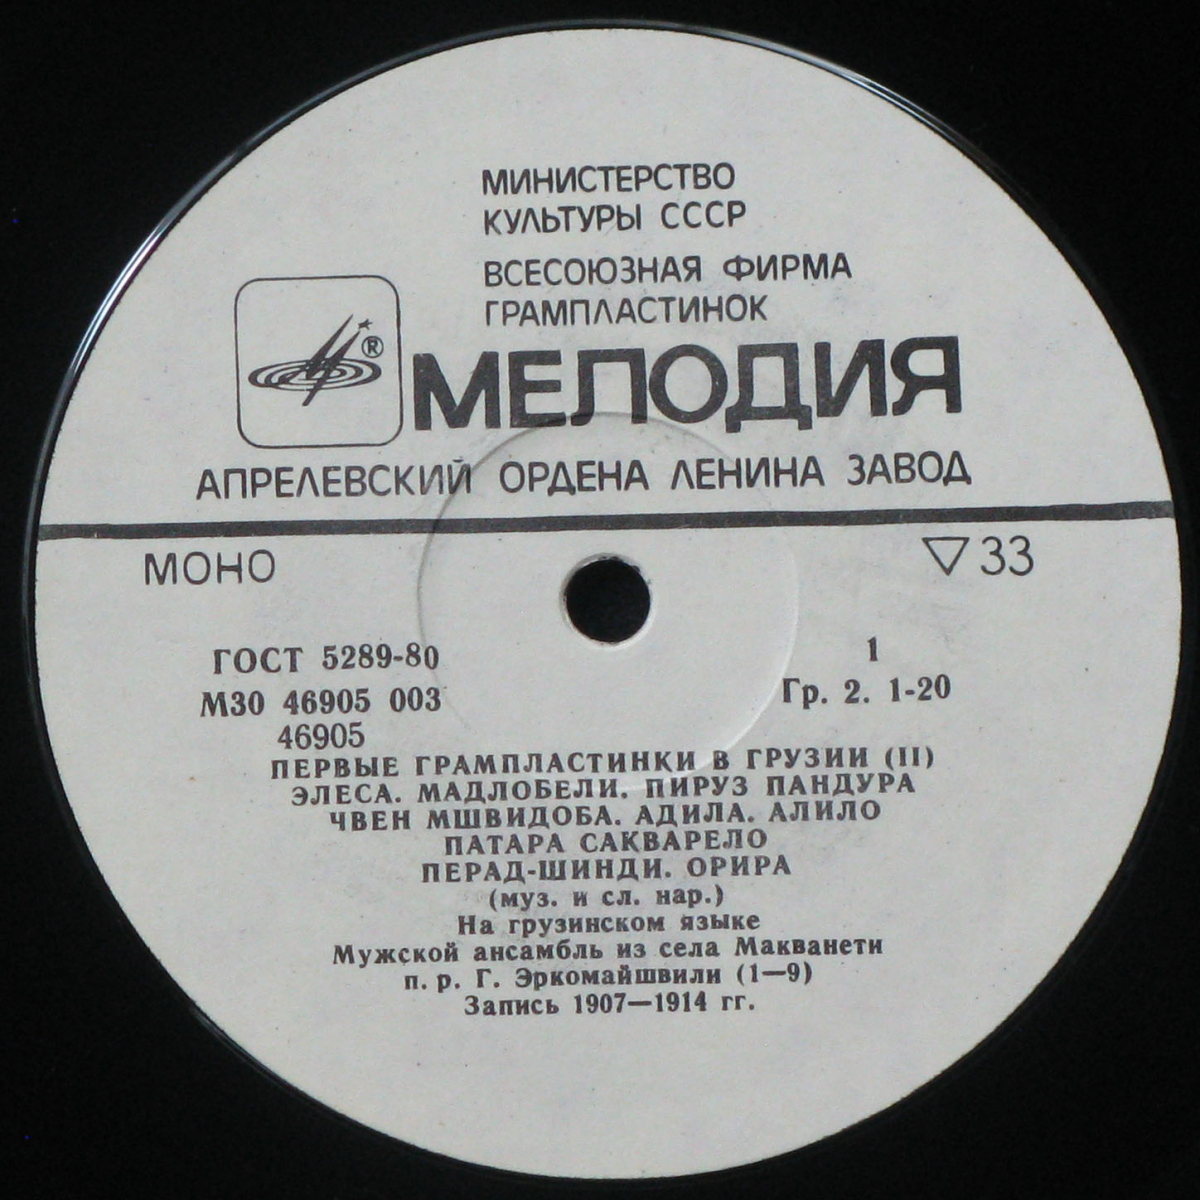 МИНИСТЕРСТВО
КУЛЬТУРЫ СССР
ВСЕСОЮЗНАЯ ФИРМА
ГРАМПЛАСТИНОК
®
МЕЛОДИЯ
АПРЕЛЕВСКИЙ ОРДЕНА ЛЕНИНА ЗАВОД
МОНО
▽33
ГОСТ 5289-80
1
М30 46905 003
Гр. 2. 1-20
46905
ПЕРВЫЕ ГРАМПЛАСТИНКИ В ГРУЗИИ (II)
ЭЛЕСА. МАДЛОБЕЛИ. ПИРУЗ ПАНДУРА
ЧВЕН МШВИДОБА. АДИЛА. АЛИЛО
ПАТАРА САКВАРЕЛО
ПЕРАД-ШИНДИ. ОРИРА
(муз. и сл. нар.)
На грузинском языке
Мужской ансамбль из села Макванети
п. р. Г. Эркомайшвили (1—9)
Запись 1907—1914 гг.